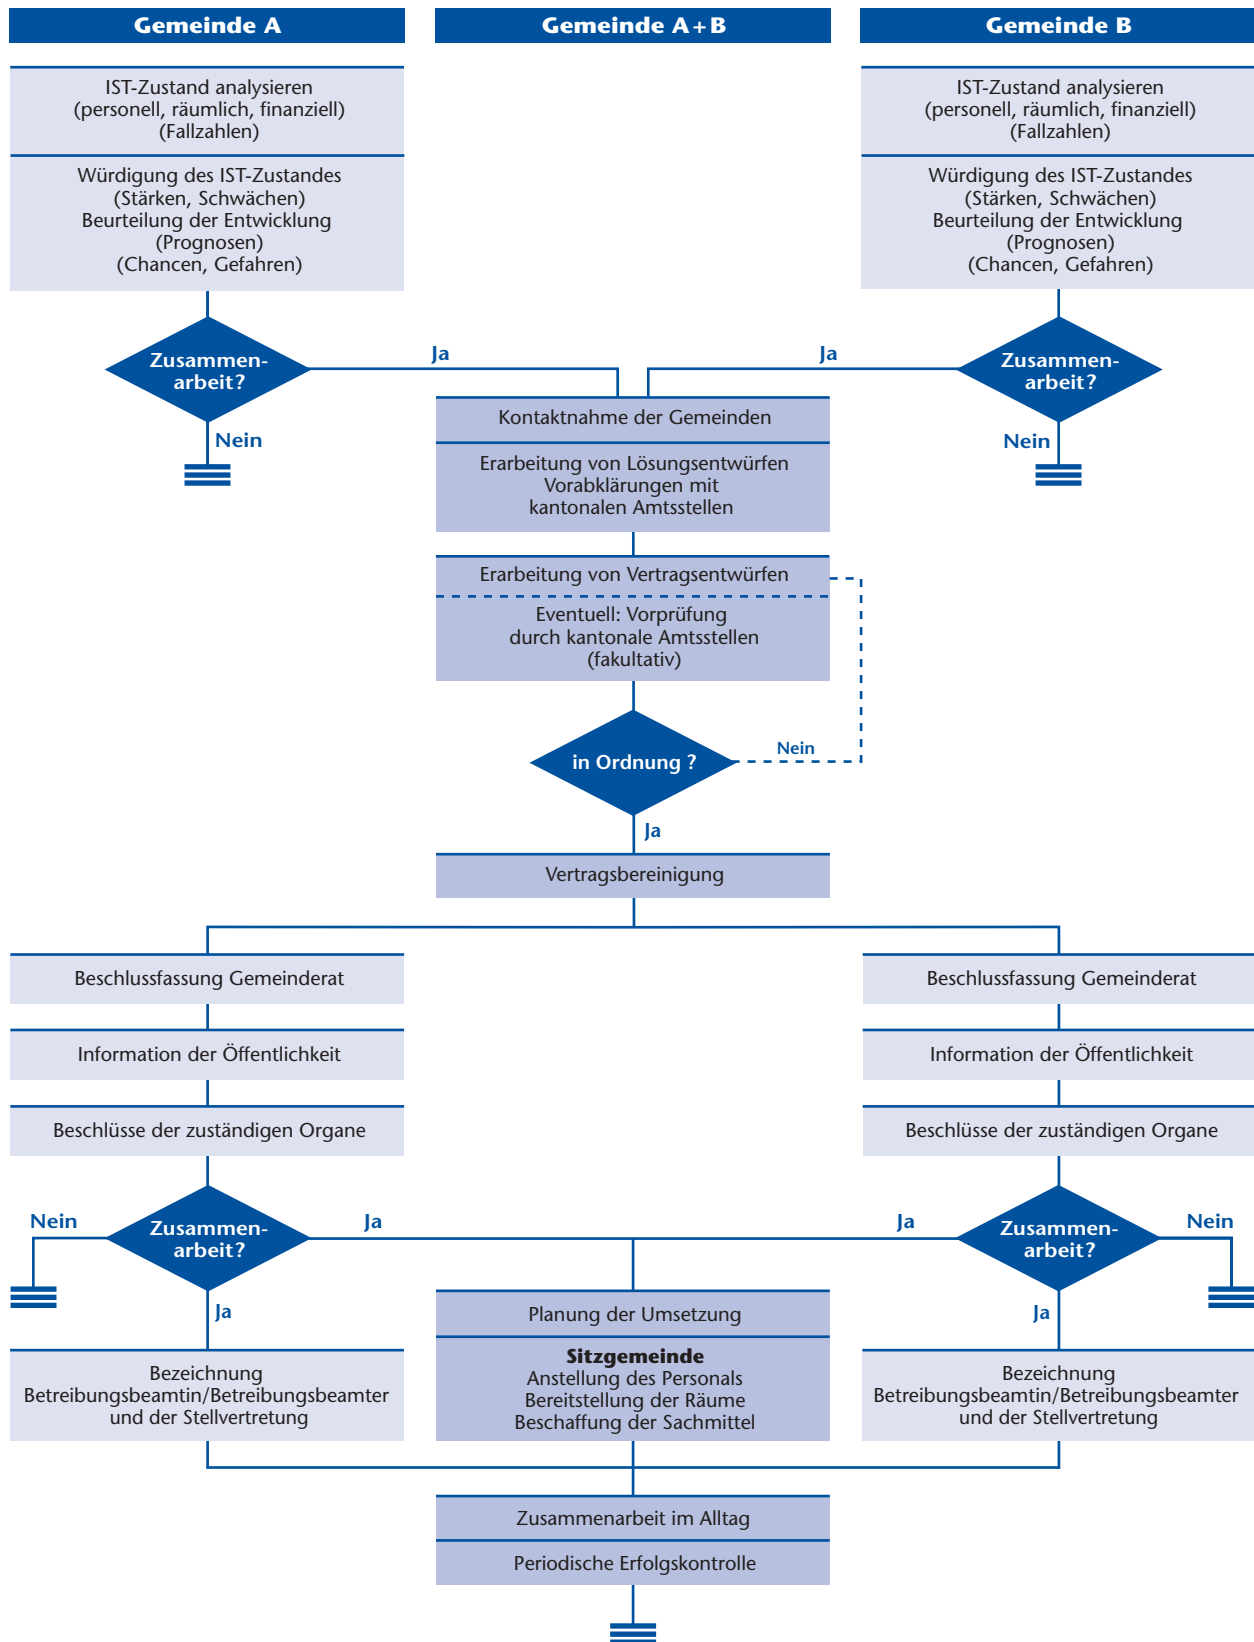 Gemeinde A
Gemeinde A+B
Gemeinde B
IST-Zustand analysieren
(personell, räumlich, finanziell)
(Fallzahlen)
Würdigung des IST-Zustandes
(Stärken, Schwächen)
Beurteilung der Entwicklung
(Prognosen)
(Chancen, Gefahren)
IST-Zustand analysieren
(personell, räumlich, finanziell)
(Fallzahlen)
Würdigung des IST-Zustandes
(Stärken, Schwächen)
Beurteilung der Entwicklung
(Prognosen)
(Chancen, Gefahren)
Zusammen-
arbeit?
Ja
Nein
Ja
Zusammen-
arbeit?
Nein
Kontaktnahme der Gemeinden
Erarbeitung von Lösungsentwürfen
Vorabklärungen mit
kantonalen Amtsstellen
Erarbeitung von Vertragsentwürfen
Eventuell: Vorprüfung
durch kantonale Amtsstellen
(fakultativ)
in Ordnung ?
Nein
Ja
Vertragsbereinigung
Beschlussfassung Gemeinderat
Information der Öffentlichkeit
Beschlüsse der zuständigen Organe
Beschlussfassung Gemeinderat
Information der Öffentlichkeit
Beschlüsse der zuständigen Organe
Nein
Zusammen-
arbeit?
Ja
Ja
Ja
Zusammen-
arbeit?
Nein
Ja
Bezeichnung
Betreibungsbeamtin/Betreibungsbeamter
und der Stellvertretung
Planung der Umsetzung
Sitzgemeinde
Anstellung des Personals
Bereitstellung der Räume
Beschaffung der Sachmittel
Bezeichnung
Betreibungsbeamtin/Betreibungsbeamter
und der Stellvertretung
Zusammenarbeit im Alltag
Periodische Erfolgskontrolle